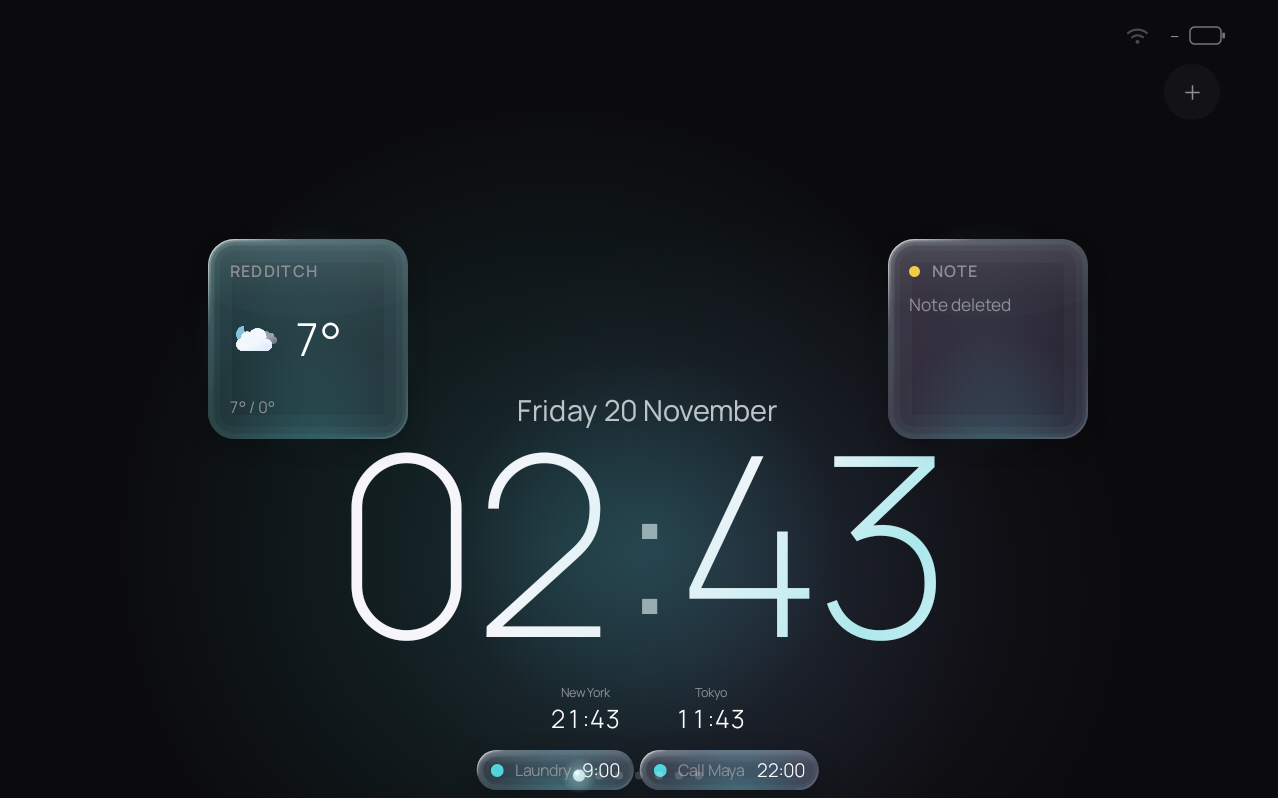 –
+
REDDITCH
7°
7° / 0°
NOTE
Note deleted
Friday 20 November
02:43
New York
21:43
Tokyo
11:43
Laundry 9:00
Call Maya 22:00